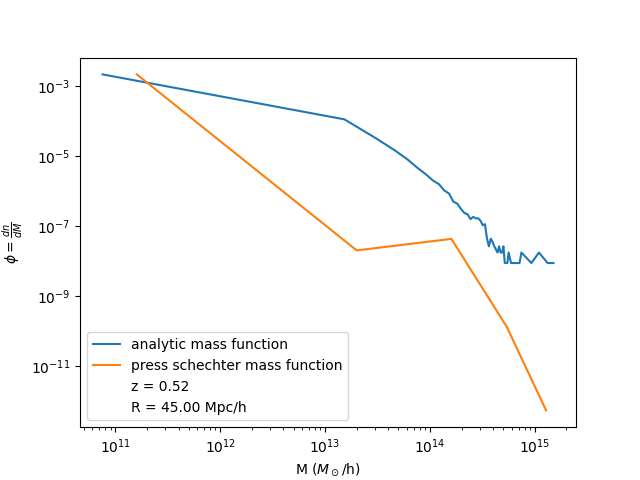 10⁻³
10⁻⁵
10⁻⁷
10⁻⁹
10⁻¹¹
ϕ = dn/dM
analytic mass function
press schechter mass function
z = 0.52
R = 45.00 Mpc/h
10¹¹ 10¹² 10¹³ 10¹⁴ 10¹⁵
M (M⊙/h)